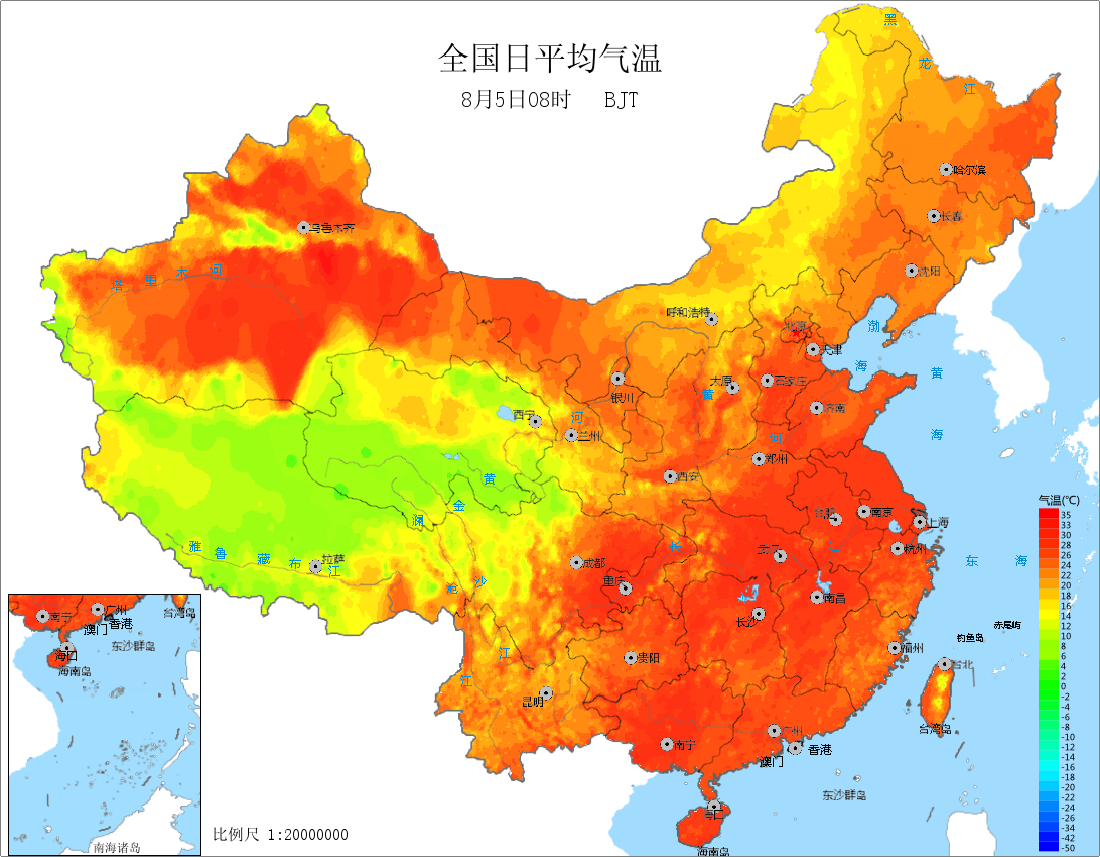 全国日平均气温
8月5日08时 BJT
黑
龙
江
哈尔滨
长春
乌鲁木齐
塔 里 木 河
沈阳
呼和浩特
北京
渤
海
天津
黄
海
太原
石家庄
银川
黄
济南
西宁
河
兰州
河
郑州
西安
黄
金
澜
气温(℃)
35
33
30
28
26
24
22
20
18
16
14
12
10
8
6
4
2
0
-2
-4
-6
-8
-10
-12
-14
-16
-18
-20
-22
-24
-26
-34
-42
-50
合肥
南京
上海
雅 鲁 藏 布 江
拉萨
长
江
杭州
东 海
成都
沙
重庆
南昌
长沙
赤尾屿
钓鱼岛
江
贵阳
福州
台北
江
昆明
台湾岛
南宁
广州
香港
澳门
东沙群岛
海口
海南岛
南宁
广州
香港
澳门
台湾岛
东沙群岛
海口
海南岛
南海诸岛
比例尺 1:20000000